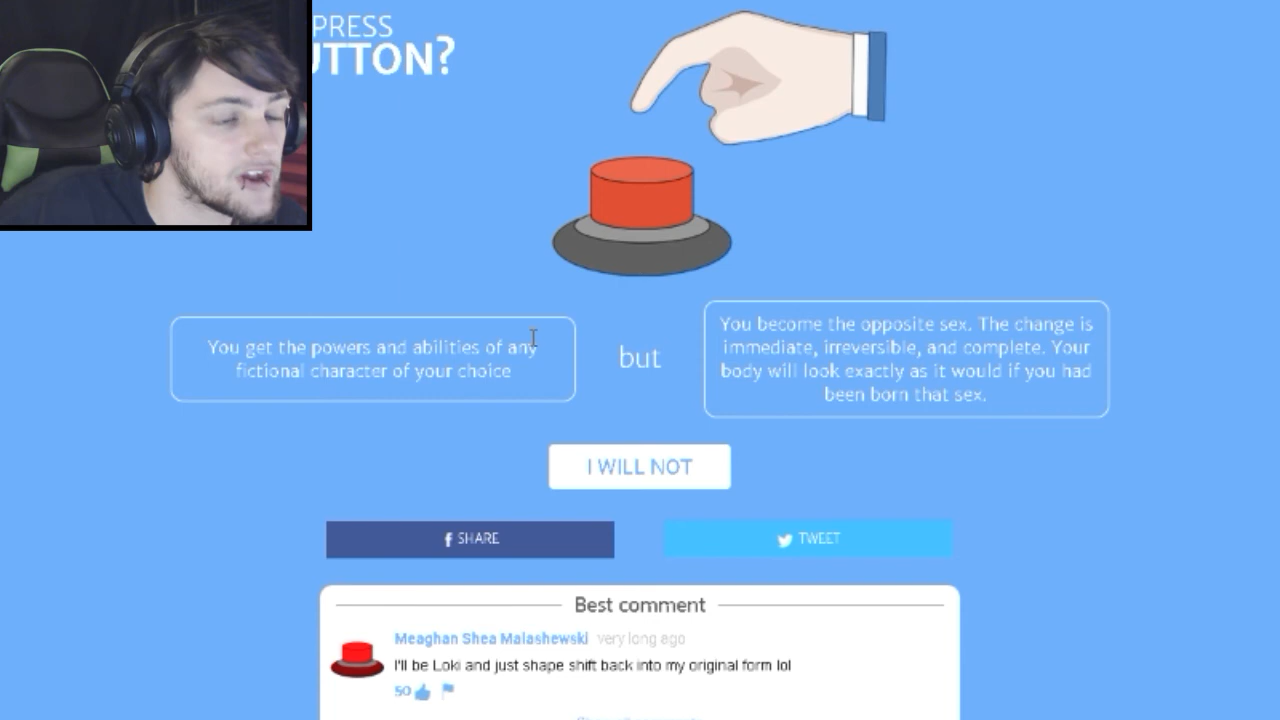 PRESS
UTTON?
You get the powers and abilities of any
fictional character of your choice
but
You become the opposite sex. The change is
immediate, irreversible, and complete. Your
body will look exactly as it would if you had
been born that sex.
I WILL NOT
f SHARE
TWEET
Best comment
Meaghan Shea Malashewski very long ago
I'll be Loki and just shape shift back into my original form lol
50